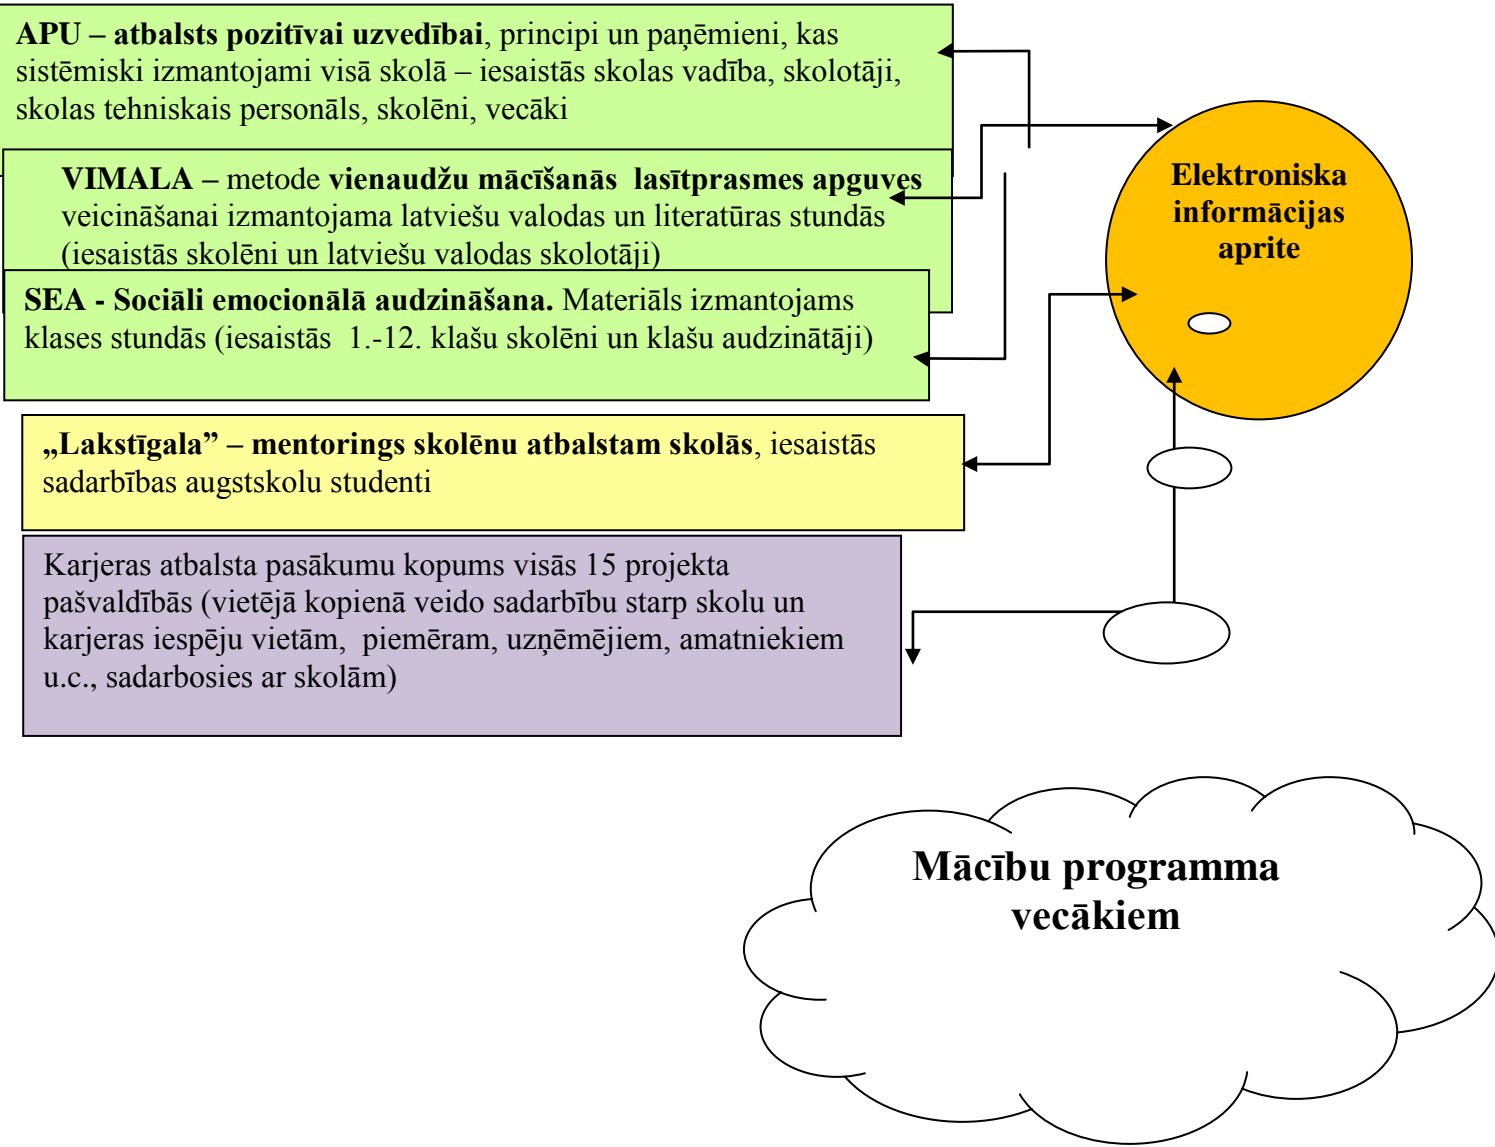 APU – atbalsts pozitīvai uzvedībai, principi un paņēmieni, kas
sistēmiski izmantojami visā skolā – iesaistās skolas vadība, skolotāji,
skolas tehniskais personāls, skolēni, vecāki
VIMALA – metode vienaudžu mācīšanās  lasītprasmes apguves
veicināšanai izmantojama latviešu valodas un literatūras stundās
(iesaistās skolēni un latviešu valodas skolotāji)
SEA - Sociāli emocionālā audzināšana. Materiāls izmantojams
klases stundās (iesaistās  1.-12. klašu skolēni un klašu audzinātāji)
„Lakstīgala” – mentorings skolēnu atbalstam skolās, iesaistās
sadarbības augstskolu studenti
Karjeras atbalsta pasākumu kopums visās 15 projekta
pašvaldībās (vietējā kopienā veido sadarbību starp skolu un
karjeras iespēju vietām,  piemēram, uzņēmējiem, amatniekiem
u.c., sadarbosies ar skolām)
Elektroniska
informācijas
aprite
Mācību programma
vecākiem